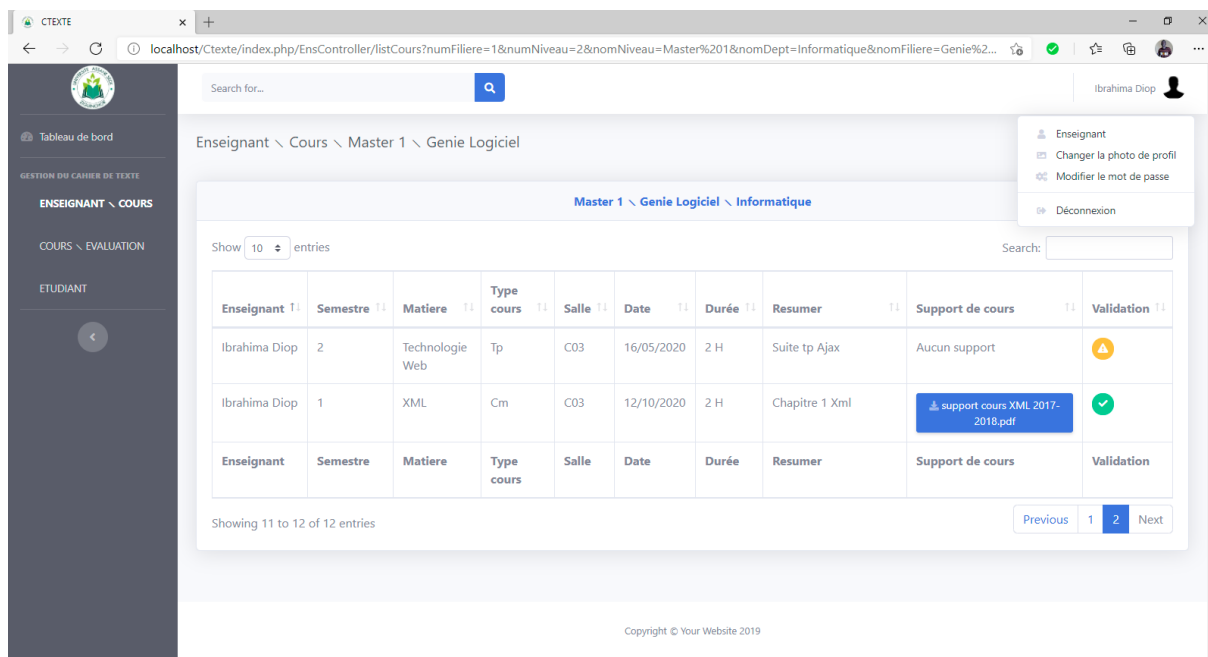 CTEXTE
localhost/Ctexte/index.php/EnsController/listCours?numFiliere=1&numNiveau=2&nomNiveau=Master%201&nomDept=Informatique&nomFiliere=Genie%2...
Search for...
Ibrahima Diop
Tableau de bord
Enseignant \ Cours \ Master 1 \ Genie Logiciel
Enseignant
Changer la photo de profil
Modifier le mot de passe
Déconnexion
GESTION DU CAHIER DE TEXTE
ENSEIGNANT \ COURS
COURS \ EVALUATION
ETUDIANT
Master 1 \ Genie Logiciel \ Informatique
Show 10 entries
Search:
Enseignant Semestre Matiere Type cours Salle Date Durée Resumer Support de cours Validation
Ibrahima Diop 2 Technologie Web Tp C03 16/05/2020 2 H Suite tp Ajax Aucun support
Ibrahima Diop 1 XML Cm C03 12/10/2020 2 H Chapitre 1 Xml support cours XML 2017-2018.pdf
Enseignant Semestre Matiere Type cours Salle Date Durée Resumer Support de cours Validation
Showing 11 to 12 of 12 entries
Previous 1 2 Next
Copyright © Your Website 2019